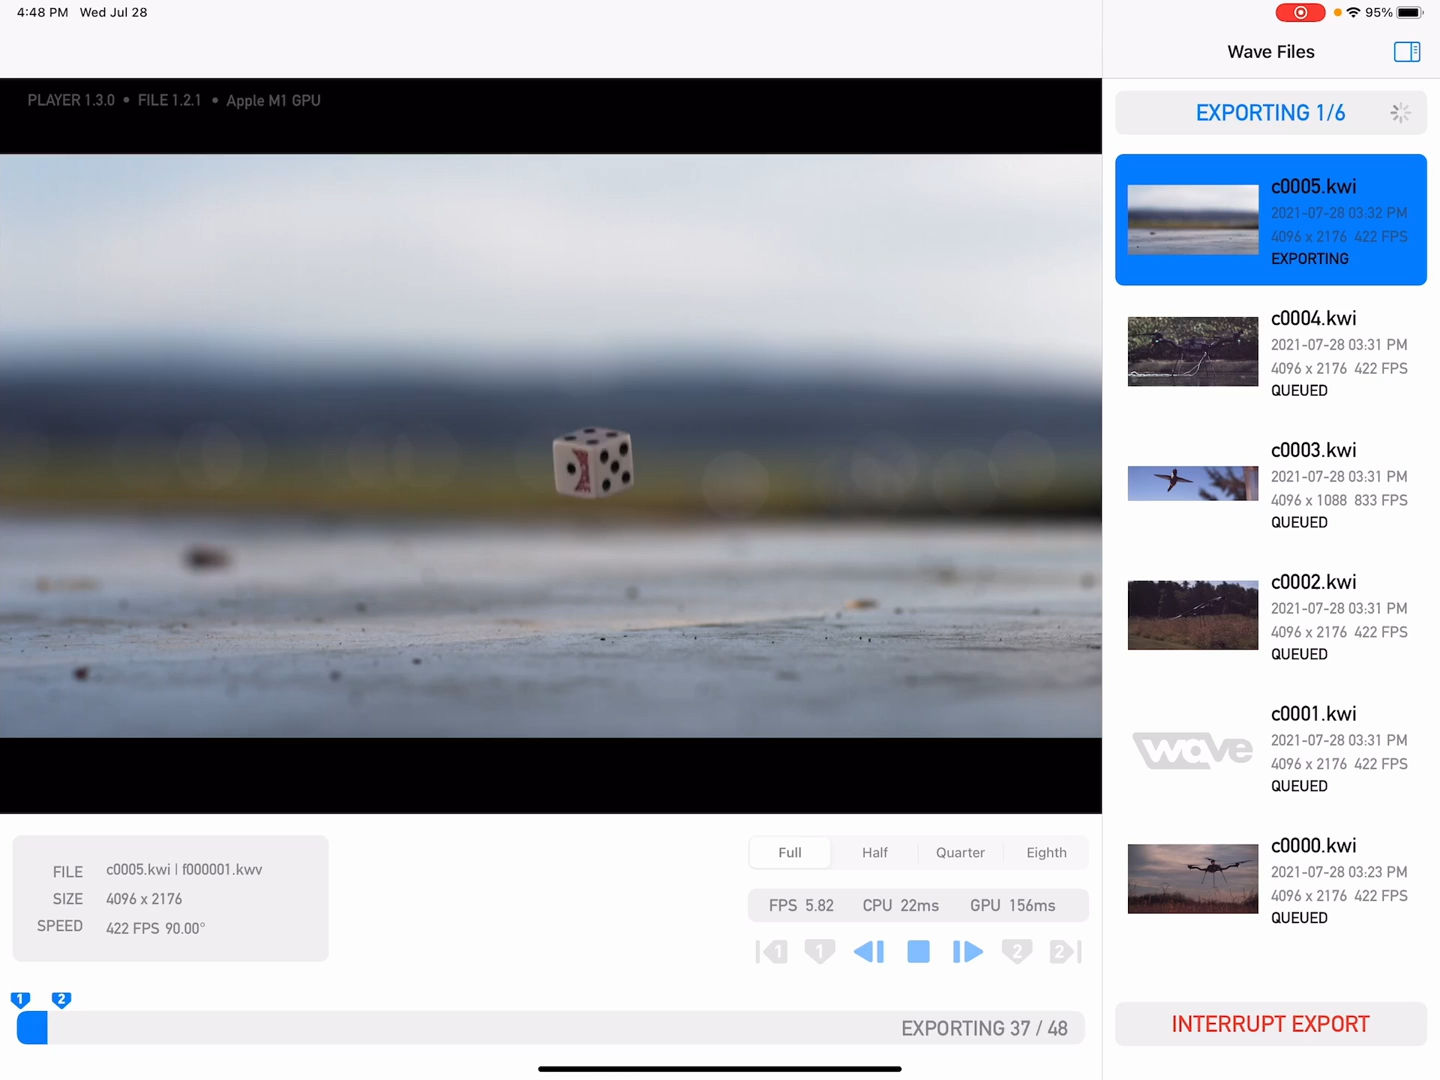 4:48 PM Wed Jul 28
95%
Wave Files
PLAYER 1.3.0 • FILE 1.2.1 • Apple M1 GPU
EXPORTING 1/6
c0005.kwi
2021-07-28 03:32 PM
4096 x 2176 422 FPS
EXPORTING
c0004.kwi
2021-07-28 03:31 PM
4096 x 2176 422 FPS
QUEUED
c0003.kwi
2021-07-28 03:31 PM
4096 x 1088 833 FPS
QUEUED
c0002.kwi
2021-07-28 03:31 PM
4096 x 2176 422 FPS
QUEUED
wave
c0001.kwi
2021-07-28 03:31 PM
4096 x 2176 422 FPS
QUEUED
c0000.kwi
2021-07-28 03:23 PM
4096 x 2176 422 FPS
QUEUED
FILE c0005.kwi | f000001.kwv
SIZE 4096 x 2176
SPEED 422 FPS 90.00°
Full Half Quarter Eighth
FPS 5.82 CPU 22ms GPU 156ms
1 1 2 2
1 2
EXPORTING 37 / 48
INTERRUPT EXPORT